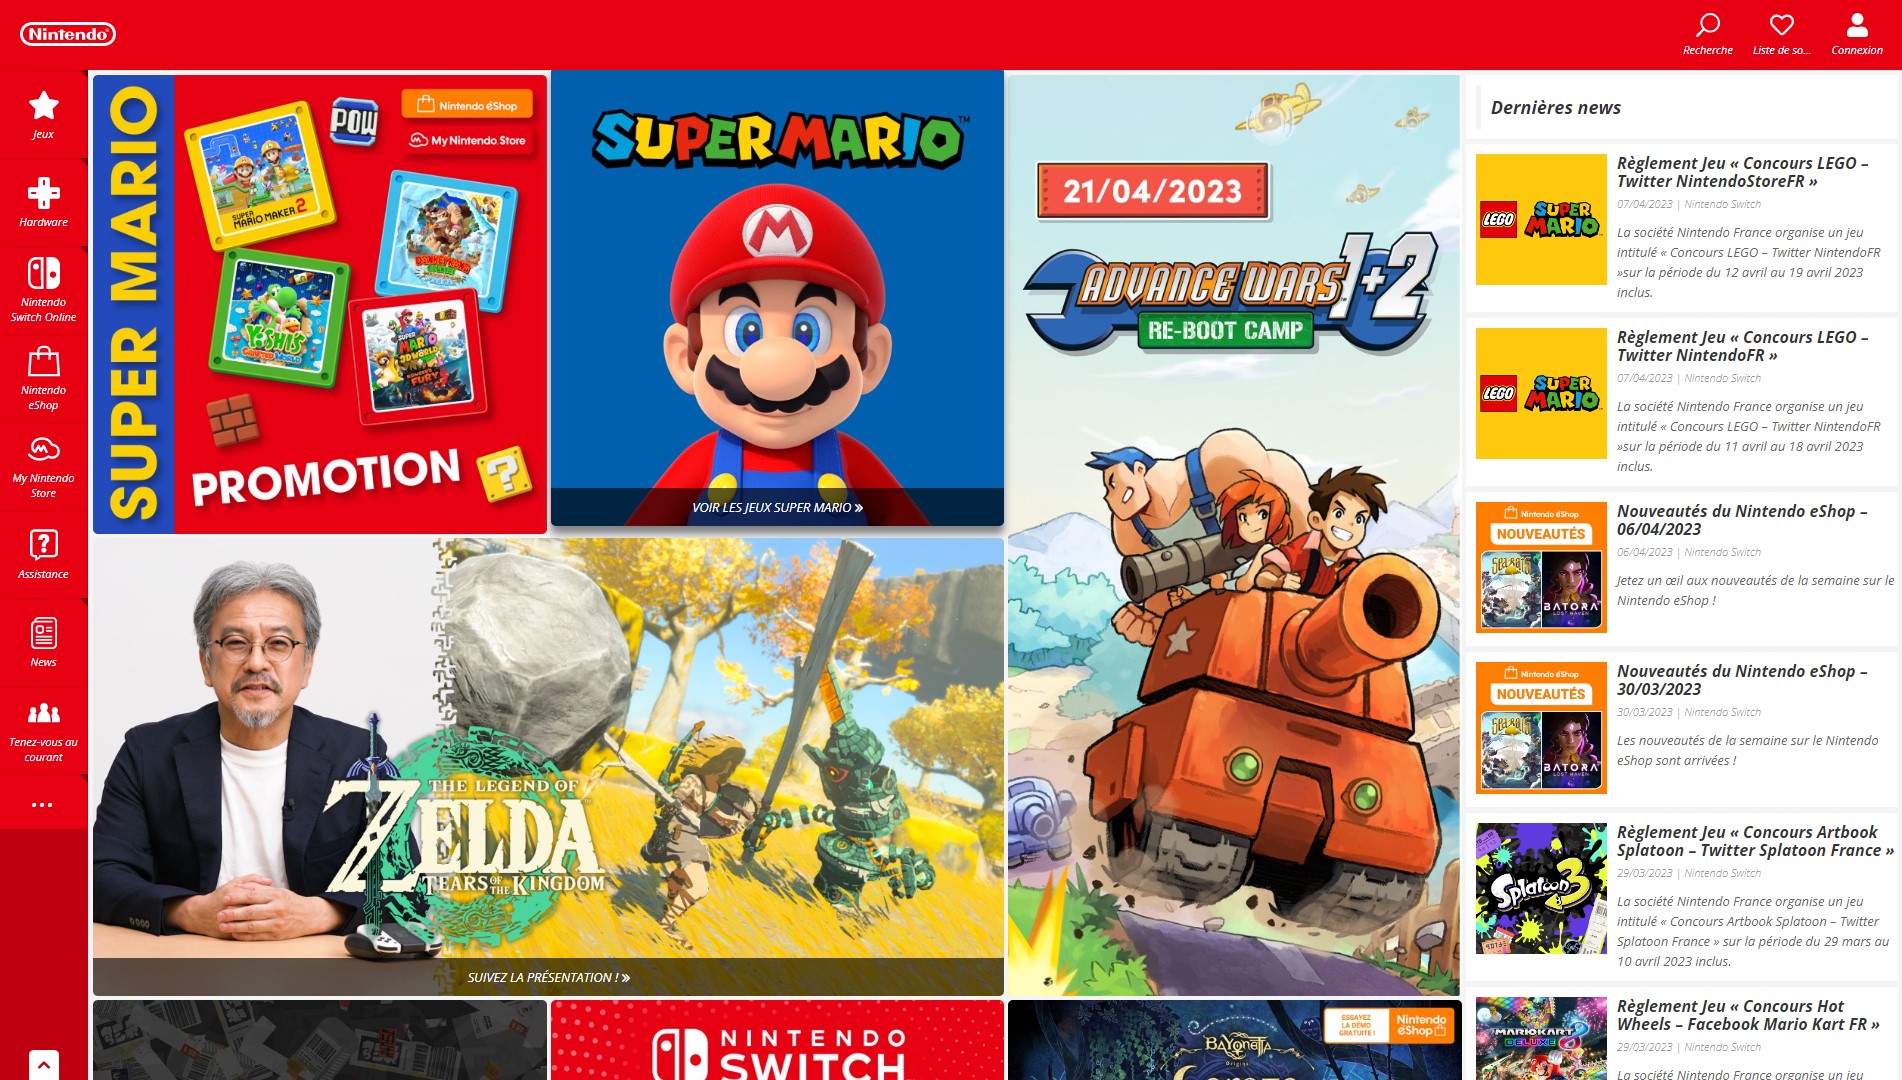 Nintendo
Recherche
Liste de so...
Connexion
Jeux
Hardware
Nintendo
Switch Online
Nintendo
eShop
My Nintendo
Store
Assistance
News
Tenez-vous au
courant
...
SUPER MARIO
POW
Nintendo eShop
My Nintendo Store
SUPER
MARIO MAKER 2
DONKEY KONG
YOSHI'S
CRAFTED WORLD
SUPER
MARIO
3D WORLD
FURY
PROMOTION
?
SUPER MARIO™
M
VOIR LES JEUX SUPER MARIO »
21/04/2023
ADVANCE WARS 1+2
RE-BOOT CAMP
THE LEGEND OF
ZELDA
TEARS OF THE KINGDOM
SUIVEZ LA PRÉSENTATION ! »
NINTENDO
SWITCH
ESSAYEZ
LA DÉMO
GRATUITE !
Nintendo
eShop
BAYONETTA
Origins
Cereza
Dernières news
LEGO
SUPER
MARIO
Règlement Jeu « Concours LEGO –
Twitter NintendoStoreFR »
07/04/2023 | Nintendo Switch
La société Nintendo France organise un jeu
intitulé « Concours LEGO – Twitter NintendoFR
»sur la période du 12 avril au 19 avril 2023
inclus.
LEGO
SUPER
MARIO
Règlement Jeu « Concours LEGO –
Twitter NintendoFR »
07/04/2023 | Nintendo Switch
La société Nintendo France organise un jeu
intitulé « Concours LEGO – Twitter NintendoFR
»sur la période du 11 avril au 18 avril 2023
inclus.
Nintendo eShop
NOUVEAUTÉS
BATORA
LOST HAVEN
Nouveautés du Nintendo eShop –
06/04/2023
06/04/2023 | Nintendo Switch
Jetez un œil aux nouveautés de la semaine sur le
Nintendo eShop !
Nintendo eShop
NOUVEAUTÉS
BATORA
LOST HAVEN
Nouveautés du Nintendo eShop –
30/03/2023
30/03/2023 | Nintendo Switch
Les nouveautés de la semaine sur le Nintendo
eShop sont arrivées !
Splatoon 3
Règlement Jeu « Concours Artbook
Splatoon – Twitter Splatoon France »
29/03/2023 | Nintendo Switch
La société Nintendo France organise un jeu
intitulé « Concours Artbook Splatoon – Twitter
Splatoon France » sur la période du 29 mars au
10 avril 2023 inclus.
MARIOKART 8
DELUXE
Règlement Jeu « Concours Hot
Wheels – Facebook Mario Kart FR »
29/03/2023 | Nintendo Switch
La société Nintendo France organise un jeu